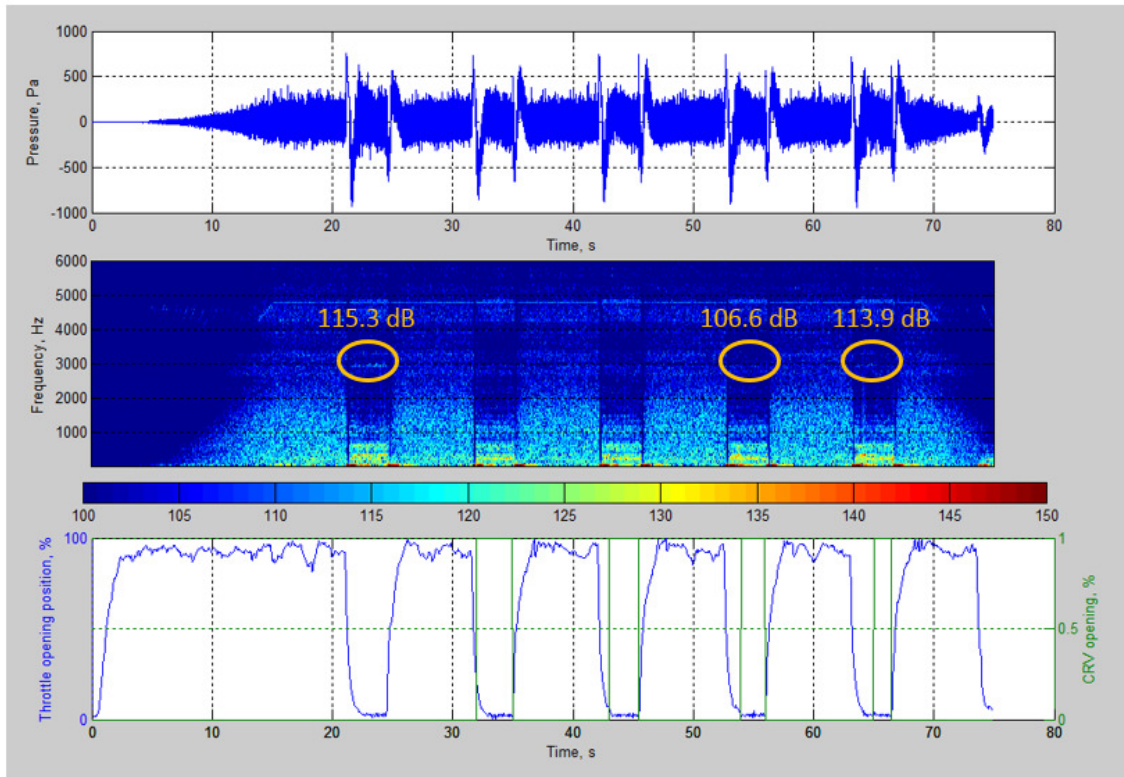 1000
500
0
-500
-1000
Pressure, Pa
0 10 20 30 40 50 60 70 80
Time, s
6000
5000
4000
3000
2000
1000
Frequency, Hz
115.3 dB 106.6 dB 113.9 dB
100 105 110 115 120 125 130 135 140 145 150
100
50
0
Throttle opening position, %
1
0.5
0
CRV opening, %
0 10 20 30 40 50 60 70 80
Time, s